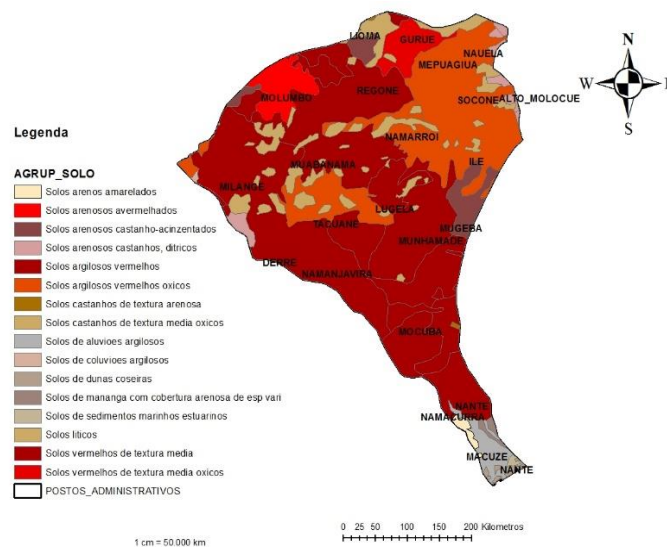 LIOMA
GURUE
NAUELA
MEPUAGIUA
MOLUMBO
REGONE
SOCONE
ALTO_MOLOCUE
NAMARROI
ILE
MUABANAMA
MILANGE
LUGELA
TACUANE
MUGEBA
MUNHAMADE
DERRE
NAMANJAVIRA
MOCUBA
NANTE
NAMACURRA
MACUZE
NANTE
N
W
E
S
Legenda
AGRUP_SOLO
Solos arenos amarelados
Solos arenosos avermelhados
Solos arenosos castanho-acinzentados
Solos arenosos castanhos, ditricos
Solos argilosos vermelhos
Solos argilosos vermelhos oxicos
Solos castanhos de textura arenosa
Solos castanhos de textura media oxicos
Solos de aluvioes argilosos
Solos de coluvioes argilosos
Solos de dunas coseiras
Solos de mananga com cobertura arenosa de esp vari
Solos de sedimentos marinhos estuarinos
Solos liticos
Solos vermelhos de textura media
Solos vermelhos de textura media oxicos
POSTOS_ADMINISTRATIVOS
1 cm = 50.000 km
0 25 50 100 150 200 Kilometros